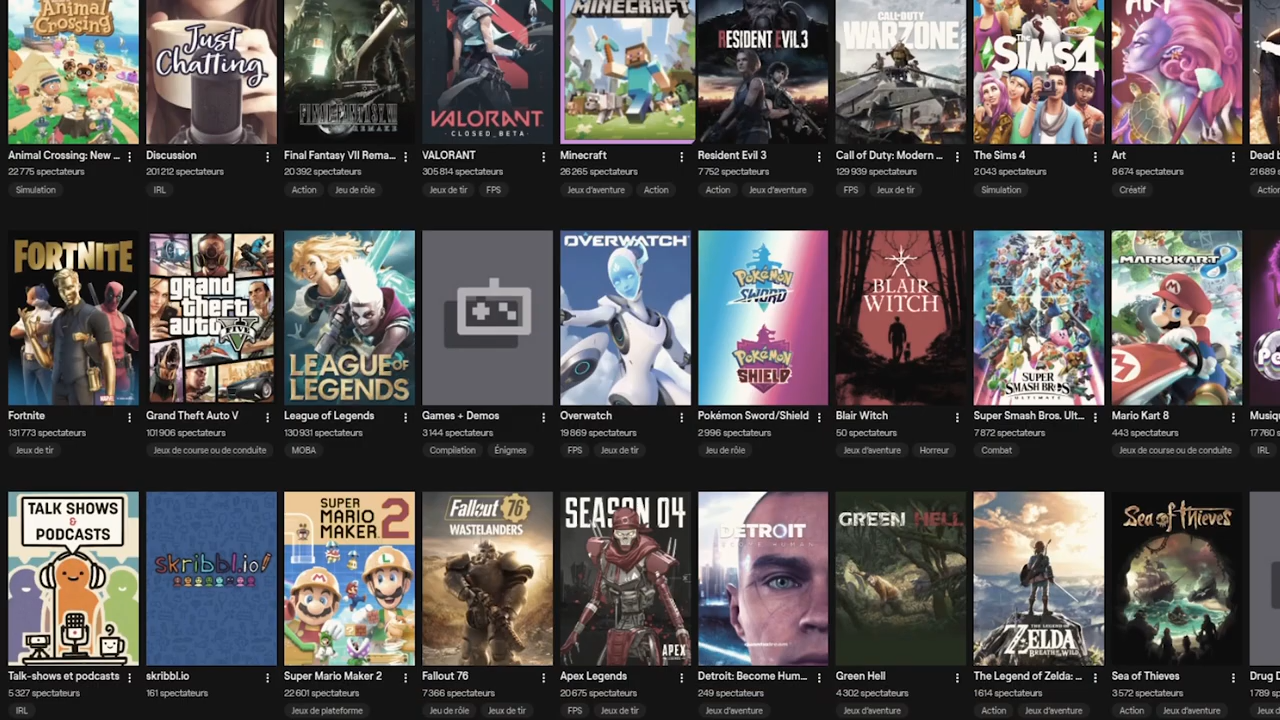 Animal Crossing
Just Chatting
FINAL FANTASY VII
REMAKE
VALORANT
CLOSED_BETA
MINECRAFT
RESIDENT EVIL 3
CALL OF DUTY
WARZONE
The SIMS 4
ART
Animal Crossing: New ...
Discussion
Final Fantasy VII Rema...
VALORANT
Minecraft
Resident Evil 3
Call of Duty: Modern ...
The Sims 4
Art
Dead b
22 775 spectateurs
201 212 spectateurs
20 392 spectateurs
305 814 spectateurs
26 265 spectateurs
7 752 spectateurs
129 939 spectateurs
2 043 spectateurs
8 674 spectateurs
21 689 s
Simulation
IRL
Action
Jeu de rôle
Jeux de tir
FPS
Jeux d'aventure
Action
Action
Jeux d'aventure
FPS
Jeux de tir
Simulation
Créatif
Action
FORTNITE
grand theft auto V
LEAGUE OF LEGENDS
OVERWATCH
Pokémon SWORD
Pokémon SHIELD
BLAIR WITCH
SUPER SMASH BROS. ULTIMATE
MARIOKART 8
Fortnite
Grand Theft Auto V
League of Legends
Games + Demos
Overwatch
Pokémon Sword/Shield
Blair Witch
Super Smash Bros. Ult...
Mario Kart 8
Musiq
131 773 spectateurs
101 906 spectateurs
130 931 spectateurs
3 144 spectateurs
19 869 spectateurs
2 996 spectateurs
50 spectateurs
7 872 spectateurs
443 spectateurs
17 760 s
Jeux de tir
Jeux de course ou de conduite
MOBA
Compilation
Énigmes
FPS
Jeux de tir
Jeu de rôle
Jeux d'aventure
Horreur
Combat
Jeux de course ou de conduite
IRL
TALK SHOWS
&
PODCASTS
skribbl.io!
SUPER MARIO MAKER 2
Fallout 76
WASTELANDERS
SEASON 04
APEX
DETROIT
BECOME HUMAN
GREEN HELL
THE LEGEND OF
ZELDA
BREATH OF THE WILD
Sea of Thieves
Talk-shows et podcasts
skribbl.io
Super Mario Maker 2
Fallout 76
Apex Legends
Detroit: Become Hum...
Green Hell
The Legend of Zelda: ...
Sea of Thieves
Drug D
5 327 spectateurs
161 spectateurs
22 601 spectateurs
7 366 spectateurs
20 675 spectateurs
249 spectateurs
4 302 spectateurs
1 614 spectateurs
3 572 spectateurs
1 789 sp
IRL
Jeux de plateforme
Jeu de rôle
Jeux de tir
FPS
Jeux de tir
Jeux d'aventure
Jeux d'aventure
Action
Jeux d'aventure
Action
Jeux d'aventure